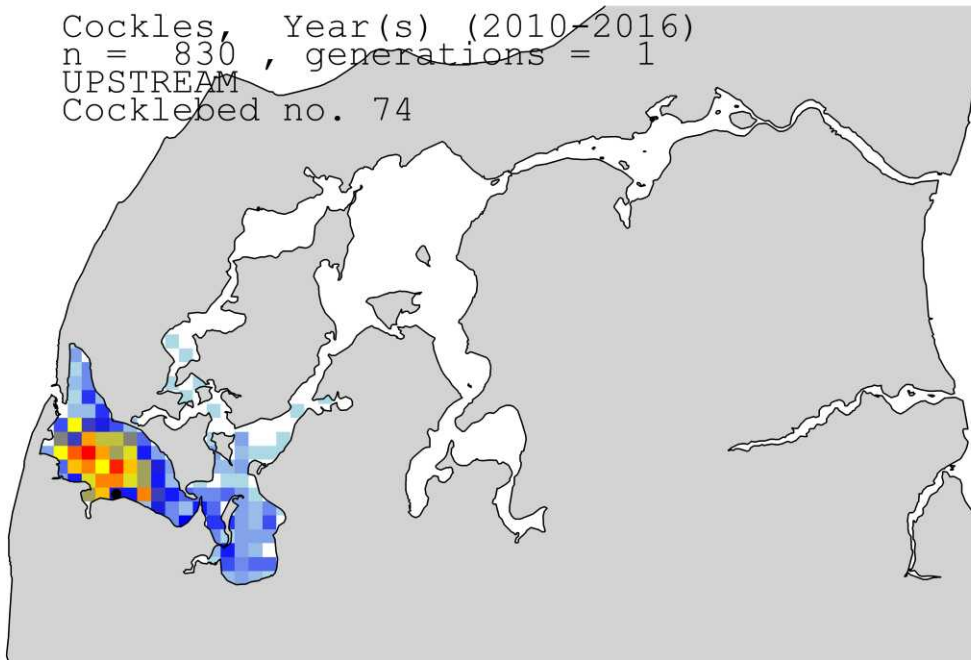 Cockles, Year(s) (2010-2016)
n = 830 , generations = 1
UPSTREAM
Cocklebed no. 74